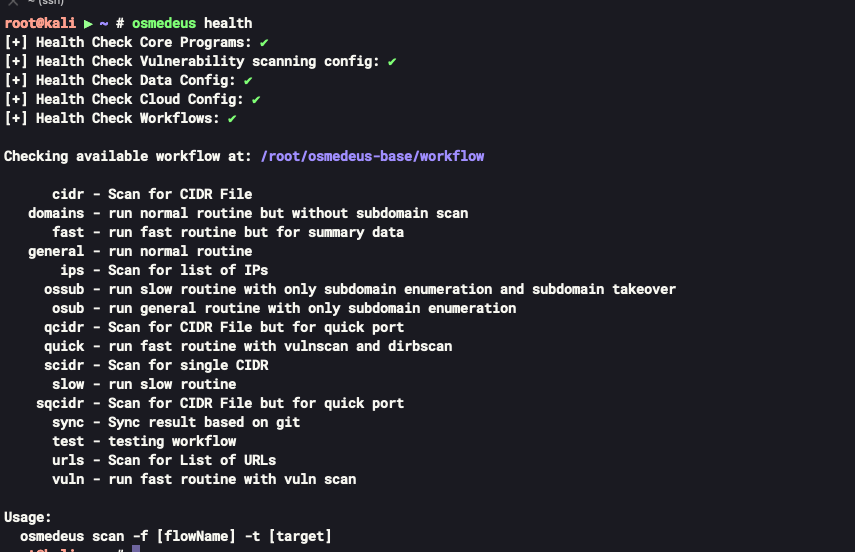 ~ (ssh)
root@kali ▶ ~ # osmedeus health
[+] Health Check Core Programs: ✔
[+] Health Check Vulnerability scanning config: ✔
[+] Health Check Data Config: ✔
[+] Health Check Cloud Config: ✔
[+] Health Check Workflows: ✔
Checking available workflow at: /root/osmedeus-base/workflow
cidr - Scan for CIDR File
domains - run normal routine but without subdomain scan
fast - run fast routine but for summary data
general - run normal routine
ips - Scan for list of IPs
ossub - run slow routine with only subdomain enumeration and subdomain takeover
osub - run general routine with only subdomain enumeration
qcidr - Scan for CIDR File but for quick port
quick - run fast routine with vulnscan and dirbscan
scidr - Scan for single CIDR
slow - run slow routine
sqcidr - Scan for CIDR File but for quick port
sync - Sync result based on git
test - testing workflow
urls - Scan for List of URLs
vuln - run fast routine with vuln scan
Usage:
osmedeus scan -f [flowName] -t [target]